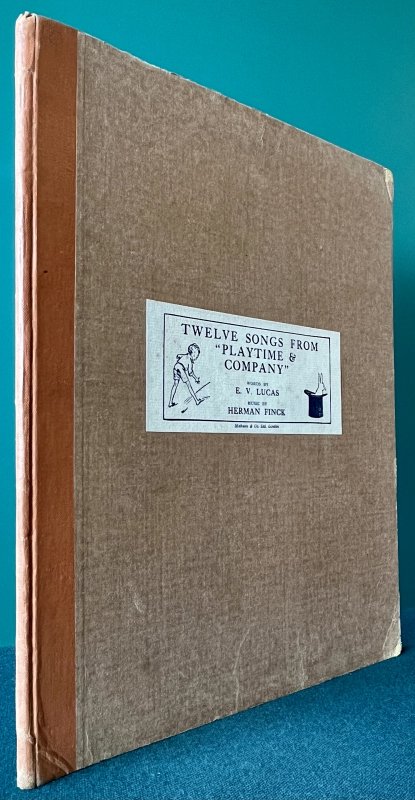 TWELVE SONGS FROM
"PLAYTIME &
COMPANY"
WORDS BY
E. V. LUCAS
MUSIC BY
HERMAN FINCK
Methuen & Co. Ltd. London